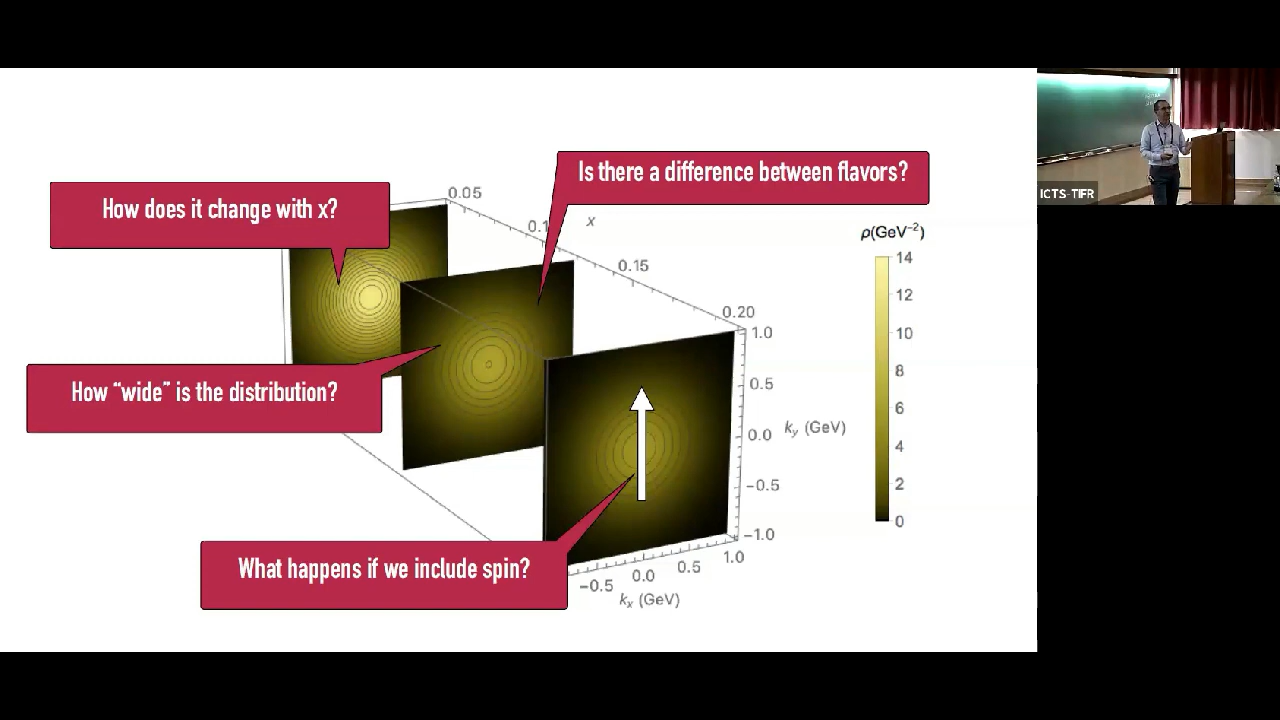 Is there a difference between flavors?
How does it change with x?
0.05
0.1
x
0.15
0.20
ρ(GeV⁻²)
14
12
10
8
6
4
2
0
How “wide” is the distribution?
1.0
0.5
0.0
−0.5
−1.0
k_y (GeV)
What happens if we include spin?
−0.5
0.0
0.5
1.0
k_x (GeV)
ICTS-TIFR